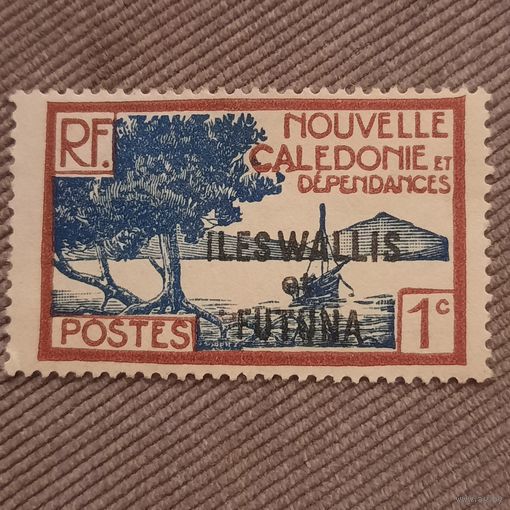 RF.
NOUVELLE
CALEDONIE ET
DÉPENDANCES
ILES WALLIS
et
FUTUNA
POSTES
1c